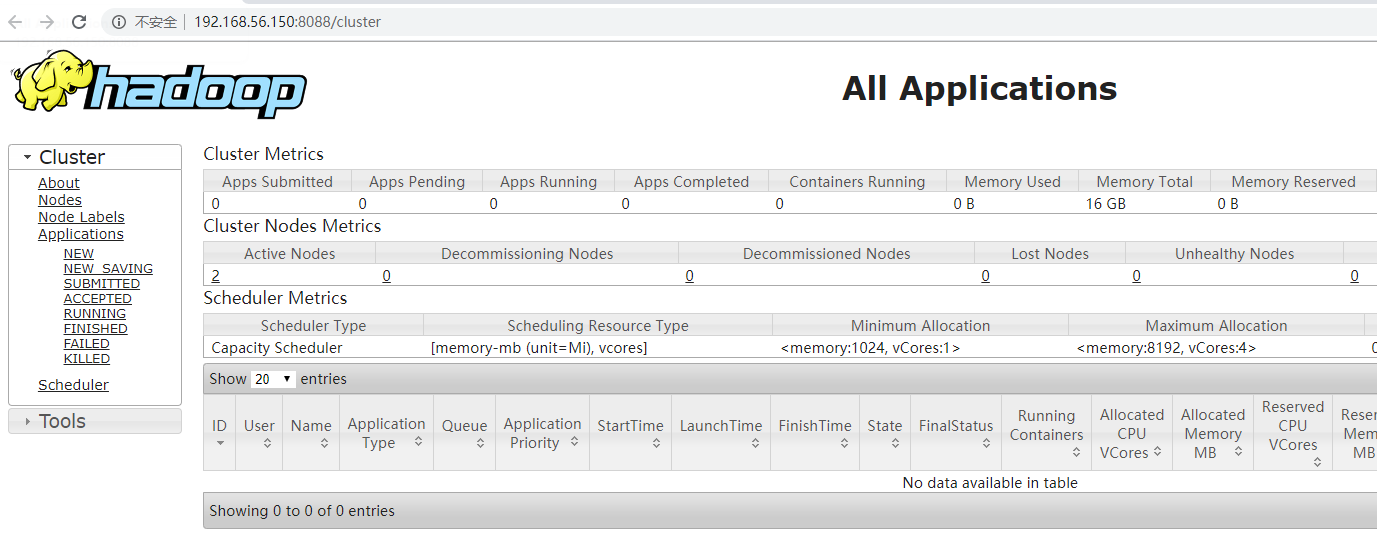 不安全 | 192.168.56.150:8088/cluster
hadoop
All Applications
Cluster
About
Nodes
Node Labels
Applications
NEW
NEW_SAVING
SUBMITTED
ACCEPTED
RUNNING
FINISHED
FAILED
KILLED
Scheduler
Tools
Cluster Metrics
Apps Submitted Apps Pending Apps Running Apps Completed Containers Running Memory Used Memory Total Memory Reserved
0 0 0 0 0 0 B 16 GB 0 B
Cluster Nodes Metrics
Active Nodes Decommissioning Nodes Decommissioned Nodes Lost Nodes Unhealthy Nodes
2 0 0 0 0 0
Scheduler Metrics
Scheduler Type Scheduling Resource Type Minimum Allocation Maximum Allocation
Capacity Scheduler [memory-mb (unit=Mi), vcores] <memory:1024, vCores:1> <memory:8192, vCores:4>
Show 20 entries
ID User Name Application Type Queue Application Priority StartTime LaunchTime FinishTime State FinalStatus Running Containers Allocated CPU VCores Allocated Memory MB Reserved CPU VCores
No data available in table
Showing 0 to 0 of 0 entries